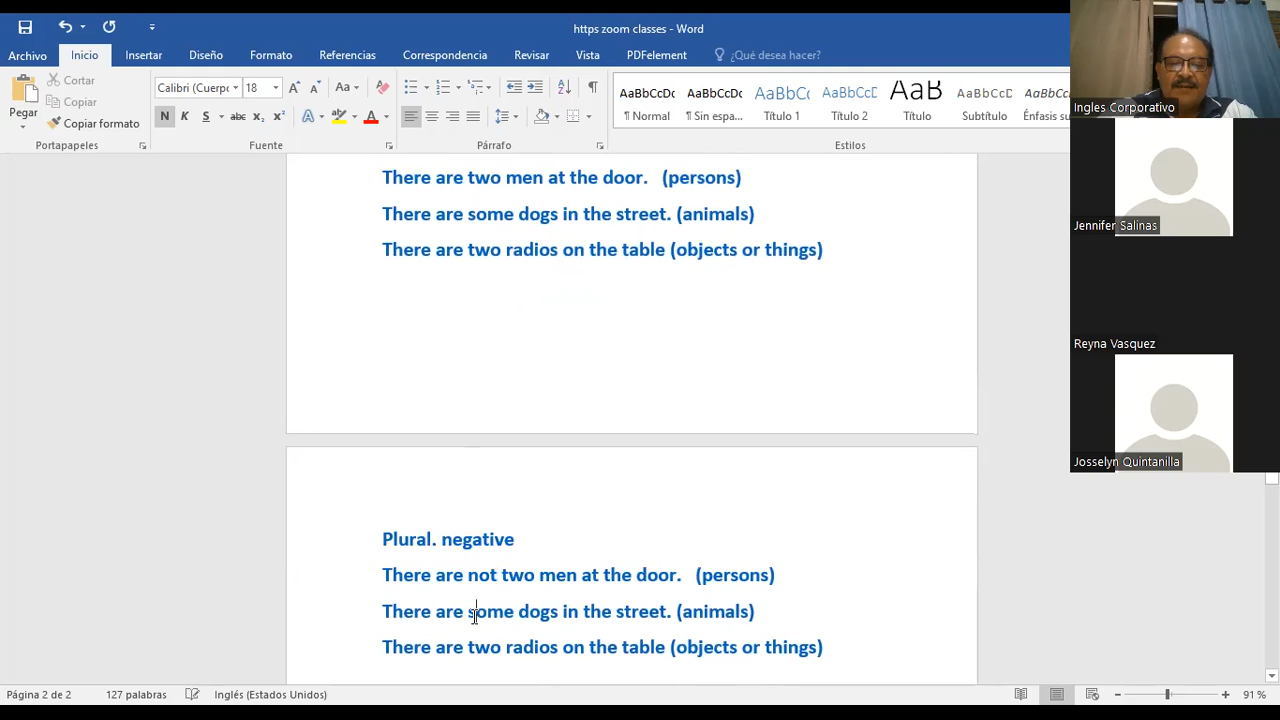 https zoom classes - Word
Archivo Inicio Insertar Diseño Formato Referencias Correspondencia Revisar Vista PDFelement ¿Qué desea hacer?
Pegar
Cortar
Copiar
Copiar formato
Portapapeles
Calibri (Cuerpo 18
N K S abc x₂ x²
Fuente
Párrafo
AaBbCcDc AaBbCcDc AaBbCc AaBbCcD AaB AaBbCcD AaBbCcDc
¶ Normal ¶ Sin espa... Título 1 Título 2 Título Subtítulo Énfasis su
Estilos
There are two men at the door. (persons)
There are some dogs in the street. (animals)
There are two radios on the table (objects or things)
Plural. negative
There are not two men at the door. (persons)
There are some dogs in the street. (animals)
There are two radios on the table (objects or things)
Página 2 de 2 127 palabras Inglés (Estados Unidos) 91 %
Ingles Corporativo
Jennifer Salinas
Reyna Vasquez
Josselyn Quintanilla